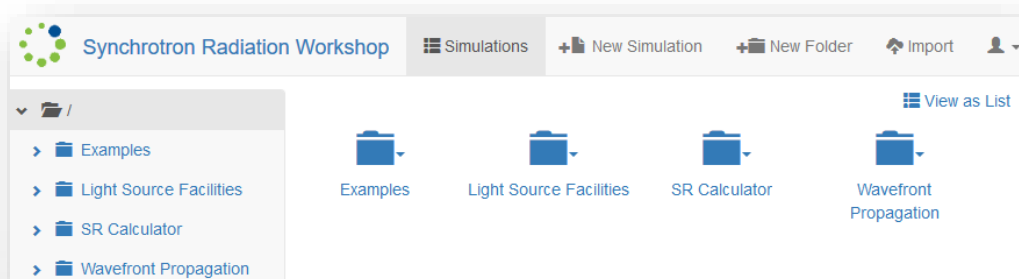 Synchrotron Radiation Workshop Simulations New Simulation New Folder Import
/
View as List
Examples
Light Source Facilities
SR Calculator
Wavefront Propagation
Examples Light Source Facilities SR Calculator Wavefront
Propagation